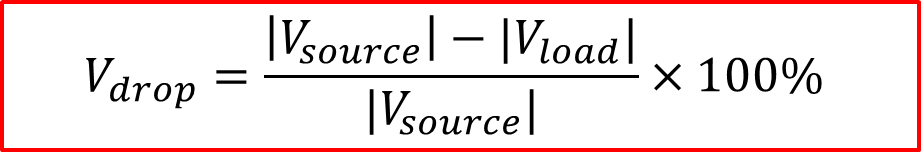 V_drop = (|V_source| − |V_load|) / |V_source| × 100%